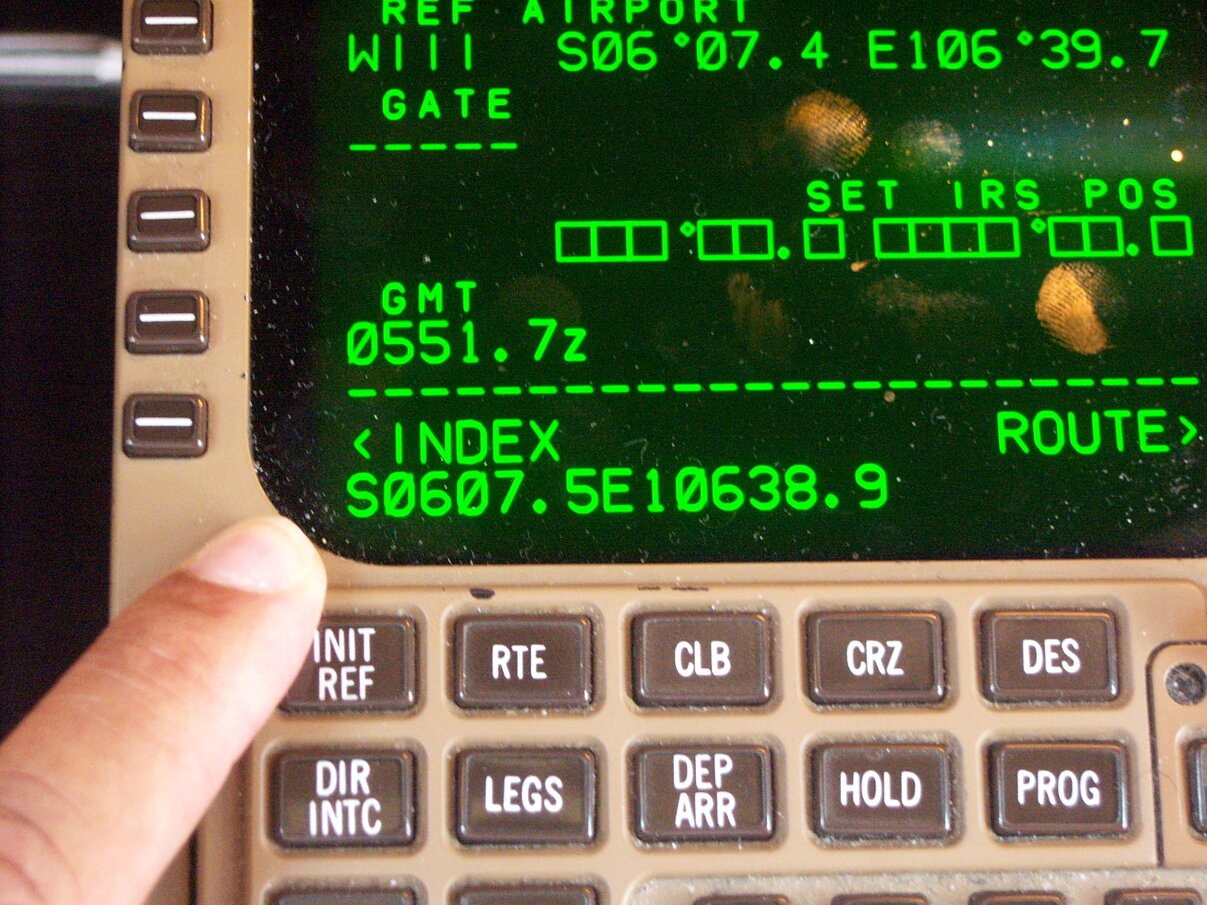 REF AIRPORT
WIII S06°07.4 E106°39.7
GATE
-----
SET IRS POS
□□□°□□.□ □□□□°□□.□
GMT
0551.7z
------------------------
<INDEX ROUTE>
S0607.5E10638.9
INIT REF RTE CLB CRZ DES
DIR INTC LEGS DEP ARR HOLD PROG